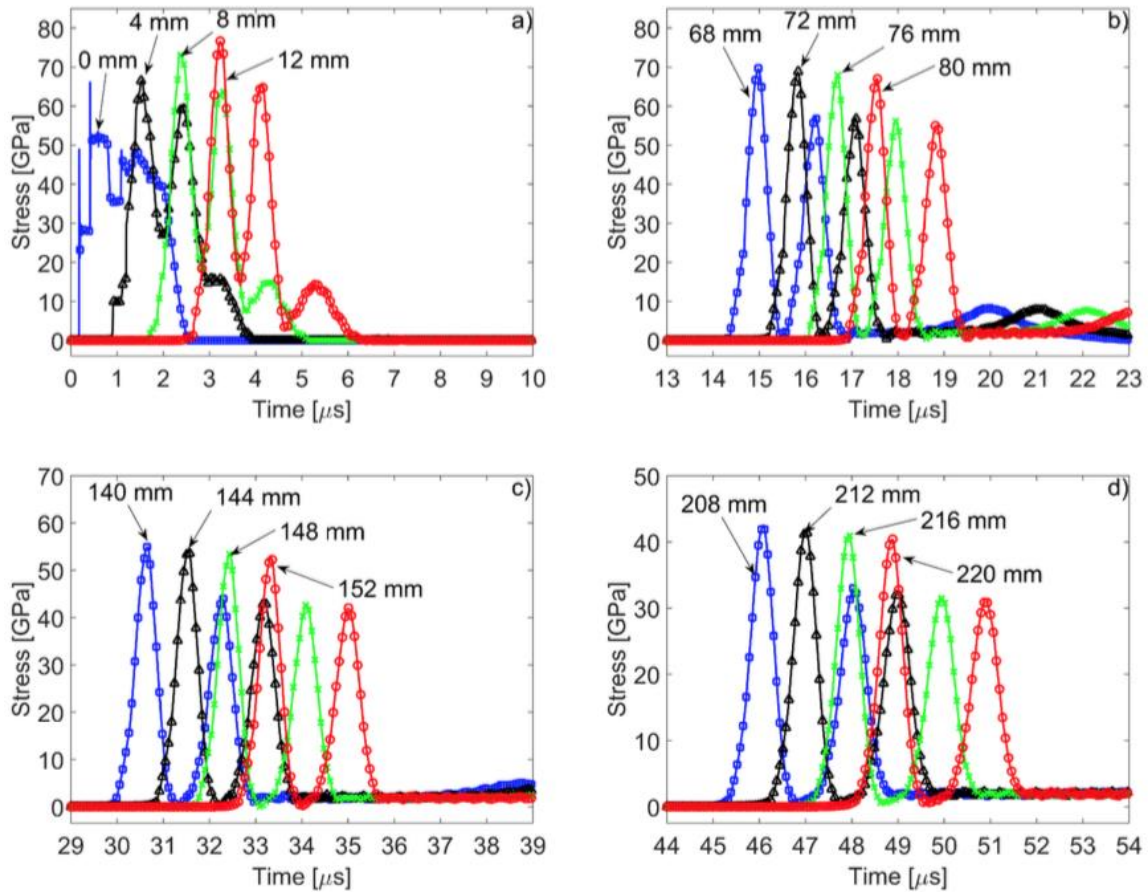 a)
80
70
60
50
40
30
20
10
0
Stress [GPa]
0 mm
4 mm
8 mm
12 mm
0 1 2 3 4 5 6 7 8 9 10
Time [μs]
b)
80
70
60
50
40
30
20
10
0
Stress [GPa]
68 mm
72 mm
76 mm
80 mm
13 14 15 16 17 18 19 20 21 22 23
Time [μs]
c)
70
60
50
40
30
20
10
0
Stress [GPa]
140 mm
144 mm
148 mm
152 mm
29 30 31 32 33 34 35 36 37 38 39
Time [μs]
d)
50
40
30
20
10
0
Stress [GPa]
208 mm
212 mm
216 mm
220 mm
44 45 46 47 48 49 50 51 52 53 54
Time [μs]